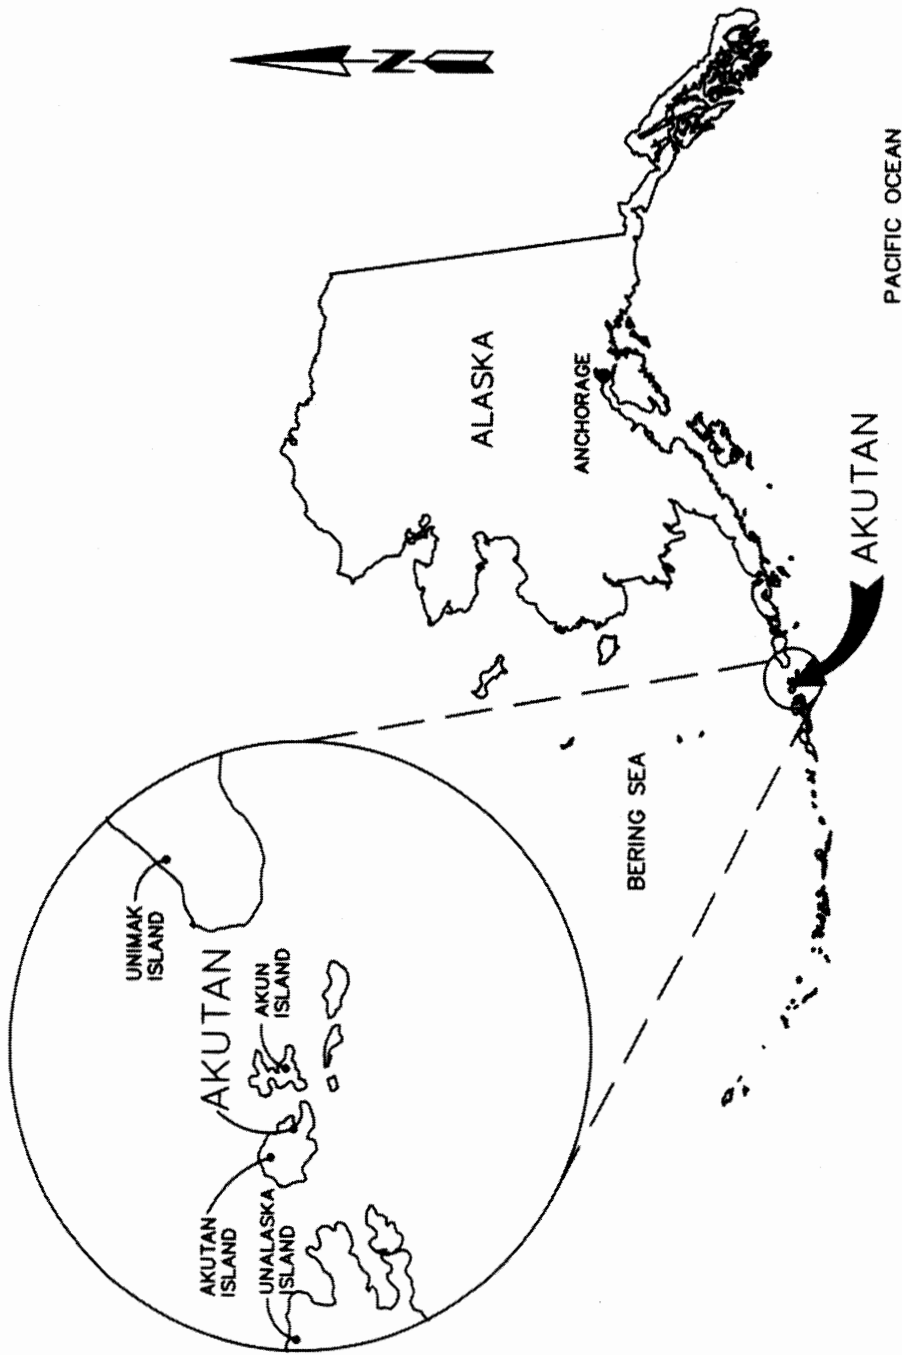 UNIMAK
ISLAND
AKUTAN
AKUN
ISLAND
AKUTAN
ISLAND
UNALASKA
ISLAND
N
ALASKA
ANCHORAGE
BERING SEA
AKUTAN
PACIFIC OCEAN